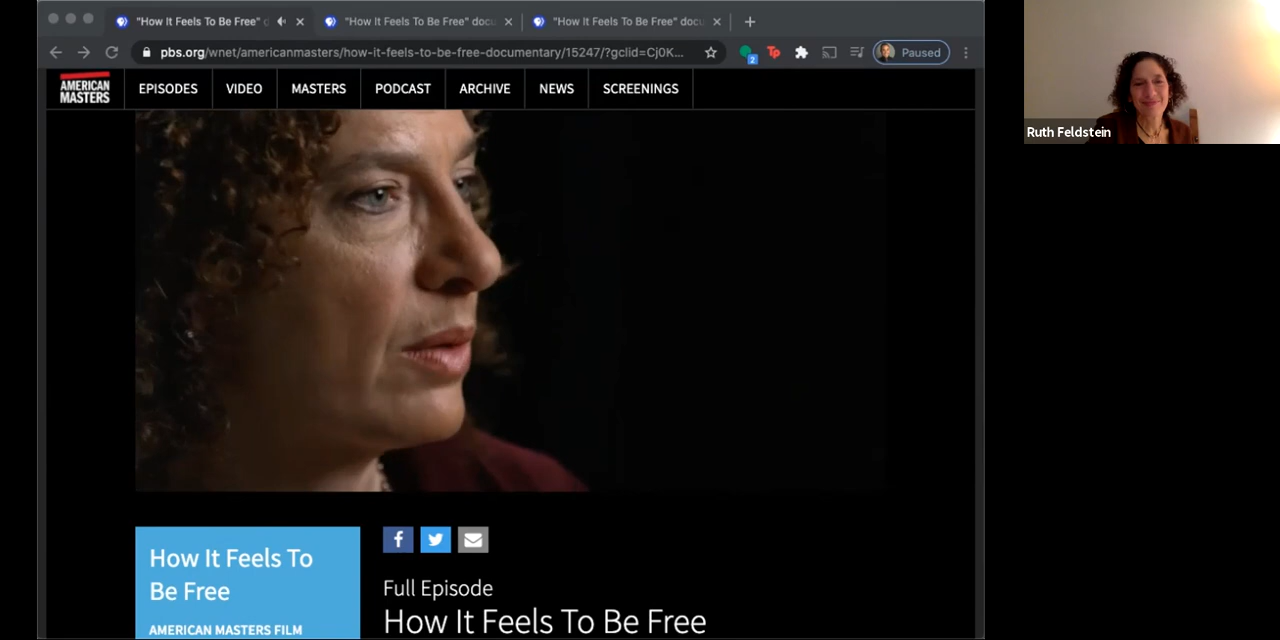 "How It Feels To Be Free" d
"How It Feels To Be Free" docu
"How It Feels To Be Free" docu
pbs.org/wnet/americanmasters/how-it-feels-to-be-free-documentary/15247/?gclid=Cj0K...
2
Tp
Paused
AMERICAN
MASTERS
EPISODES
VIDEO
MASTERS
PODCAST
ARCHIVE
NEWS
SCREENINGS
Ruth Feldstein
How It Feels To
Be Free
AMERICAN MASTERS FILM
Full Episode
How It Feels To Be Free